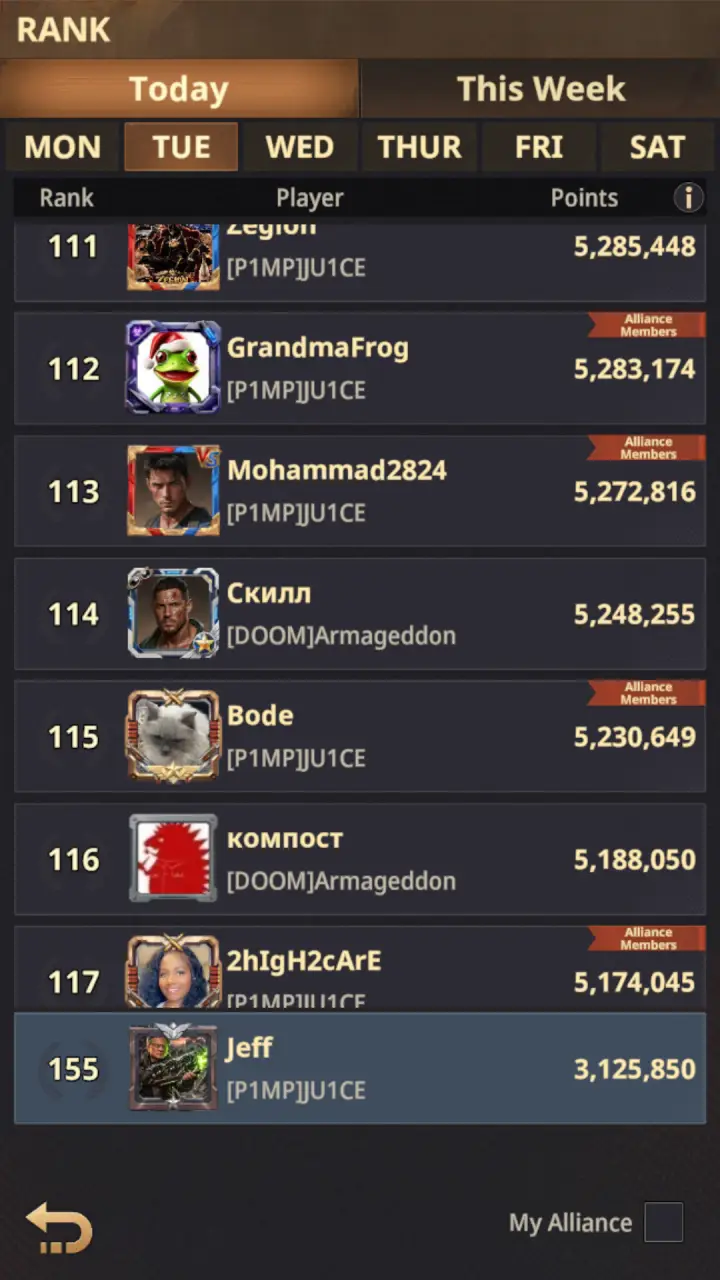 RANK
Today
This Week
MON
TUE
WED
THUR
FRI
SAT
Rank
Player
Points
111
Zegion
[P1MP]JU1CE
5,285,448
Alliance
Members
112
GrandmaFrog
[P1MP]JU1CE
5,283,174
Alliance
Members
113
Mohammad2824
[P1MP]JU1CE
5,272,816
114
Скилл
[DOOM]Armageddon
5,248,255
Alliance
Members
115
Bode
[P1MP]JU1CE
5,230,649
116
компост
[DOOM]Armageddon
5,188,050
Alliance
Members
117
2hIgH2cArE
[P1MP]JU1CE
5,174,045
155
Jeff
[P1MP]JU1CE
3,125,850
My Alliance